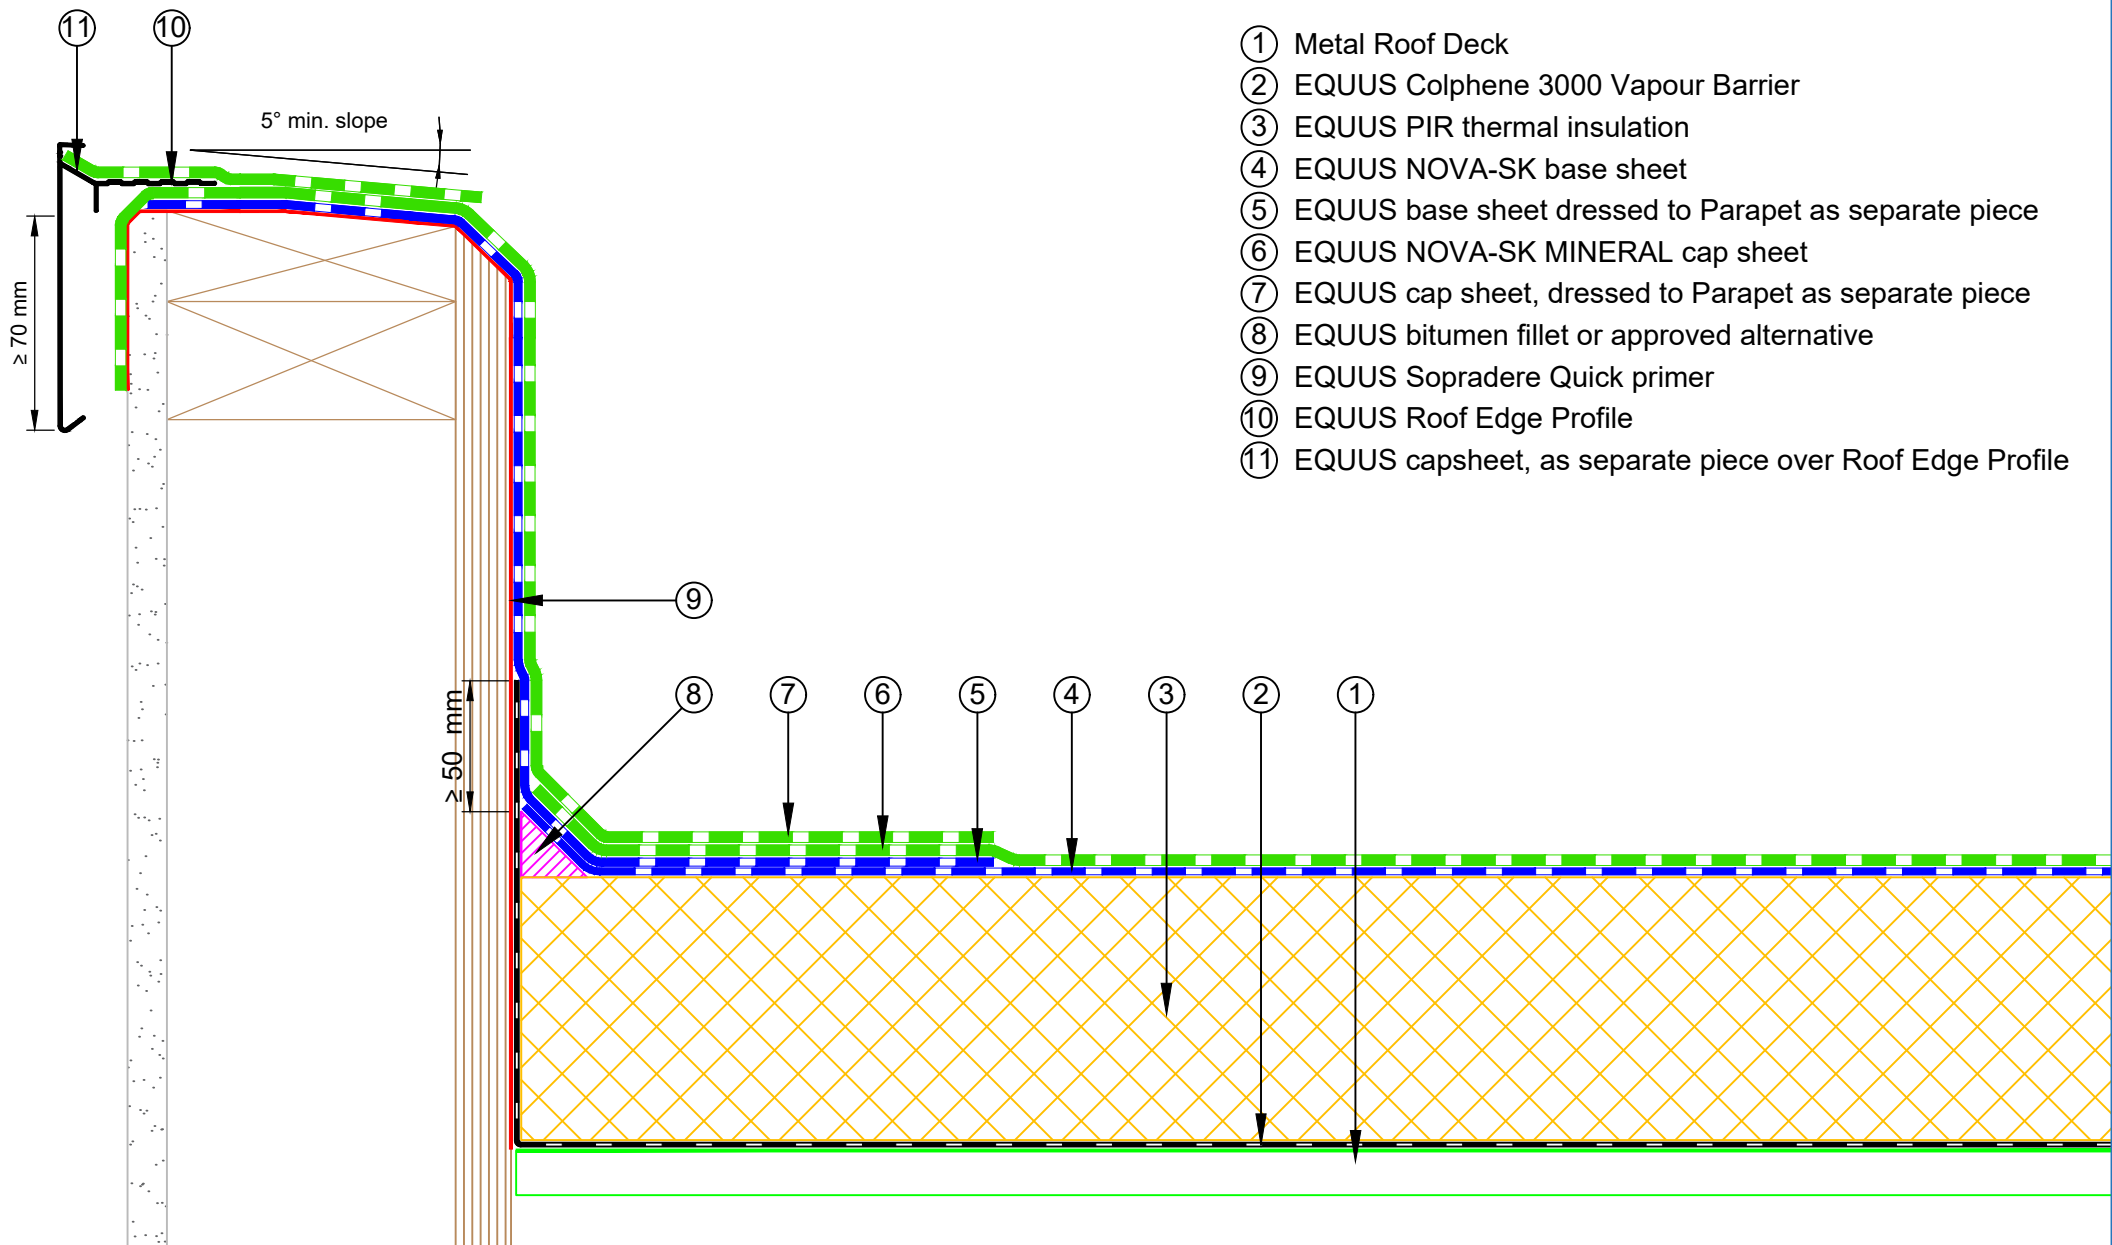 11 10
5° min. slope
≥ 70 mm
1 Metal Roof Deck
2 EQUUS Colphene 3000 Vapour Barrier
3 EQUUS PIR thermal insulation
4 EQUUS NOVA-SK base sheet
5 EQUUS base sheet dressed to Parapet as separate piece
6 EQUUS NOVA-SK MINERAL cap sheet
7 EQUUS cap sheet, dressed to Parapet as separate piece
8 EQUUS bitumen fillet or approved alternative
9 EQUUS Sopradere Quick primer
10 EQUUS Roof Edge Profile
11 EQUUS capsheet, as separate piece over Roof Edge Profile
9
≥ 50 mm
8 7 6 5 4 3 2 1